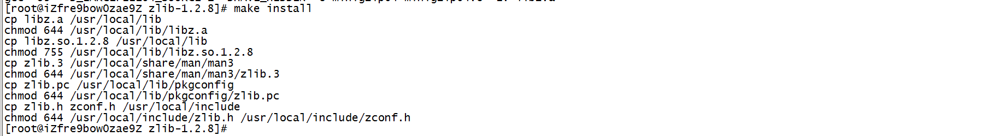 [root@iZfre9bow0zae9Z zlib-1.2.8]# make install
cp libz.a /usr/local/lib
chmod 644 /usr/local/lib/libz.a
cp libz.so.1.2.8 /usr/local/lib
chmod 755 /usr/local/lib/libz.so.1.2.8
cp zlib.3 /usr/local/share/man/man3
chmod 644 /usr/local/share/man/man3/zlib.3
cp zlib.pc /usr/local/lib/pkgconfig
chmod 644 /usr/local/lib/pkgconfig/zlib.pc
cp zlib.h zconf.h /usr/local/include
chmod 644 /usr/local/include/zlib.h /usr/local/include/zconf.h
[root@iZfre9bow0zae9Z zlib-1.2.8]#